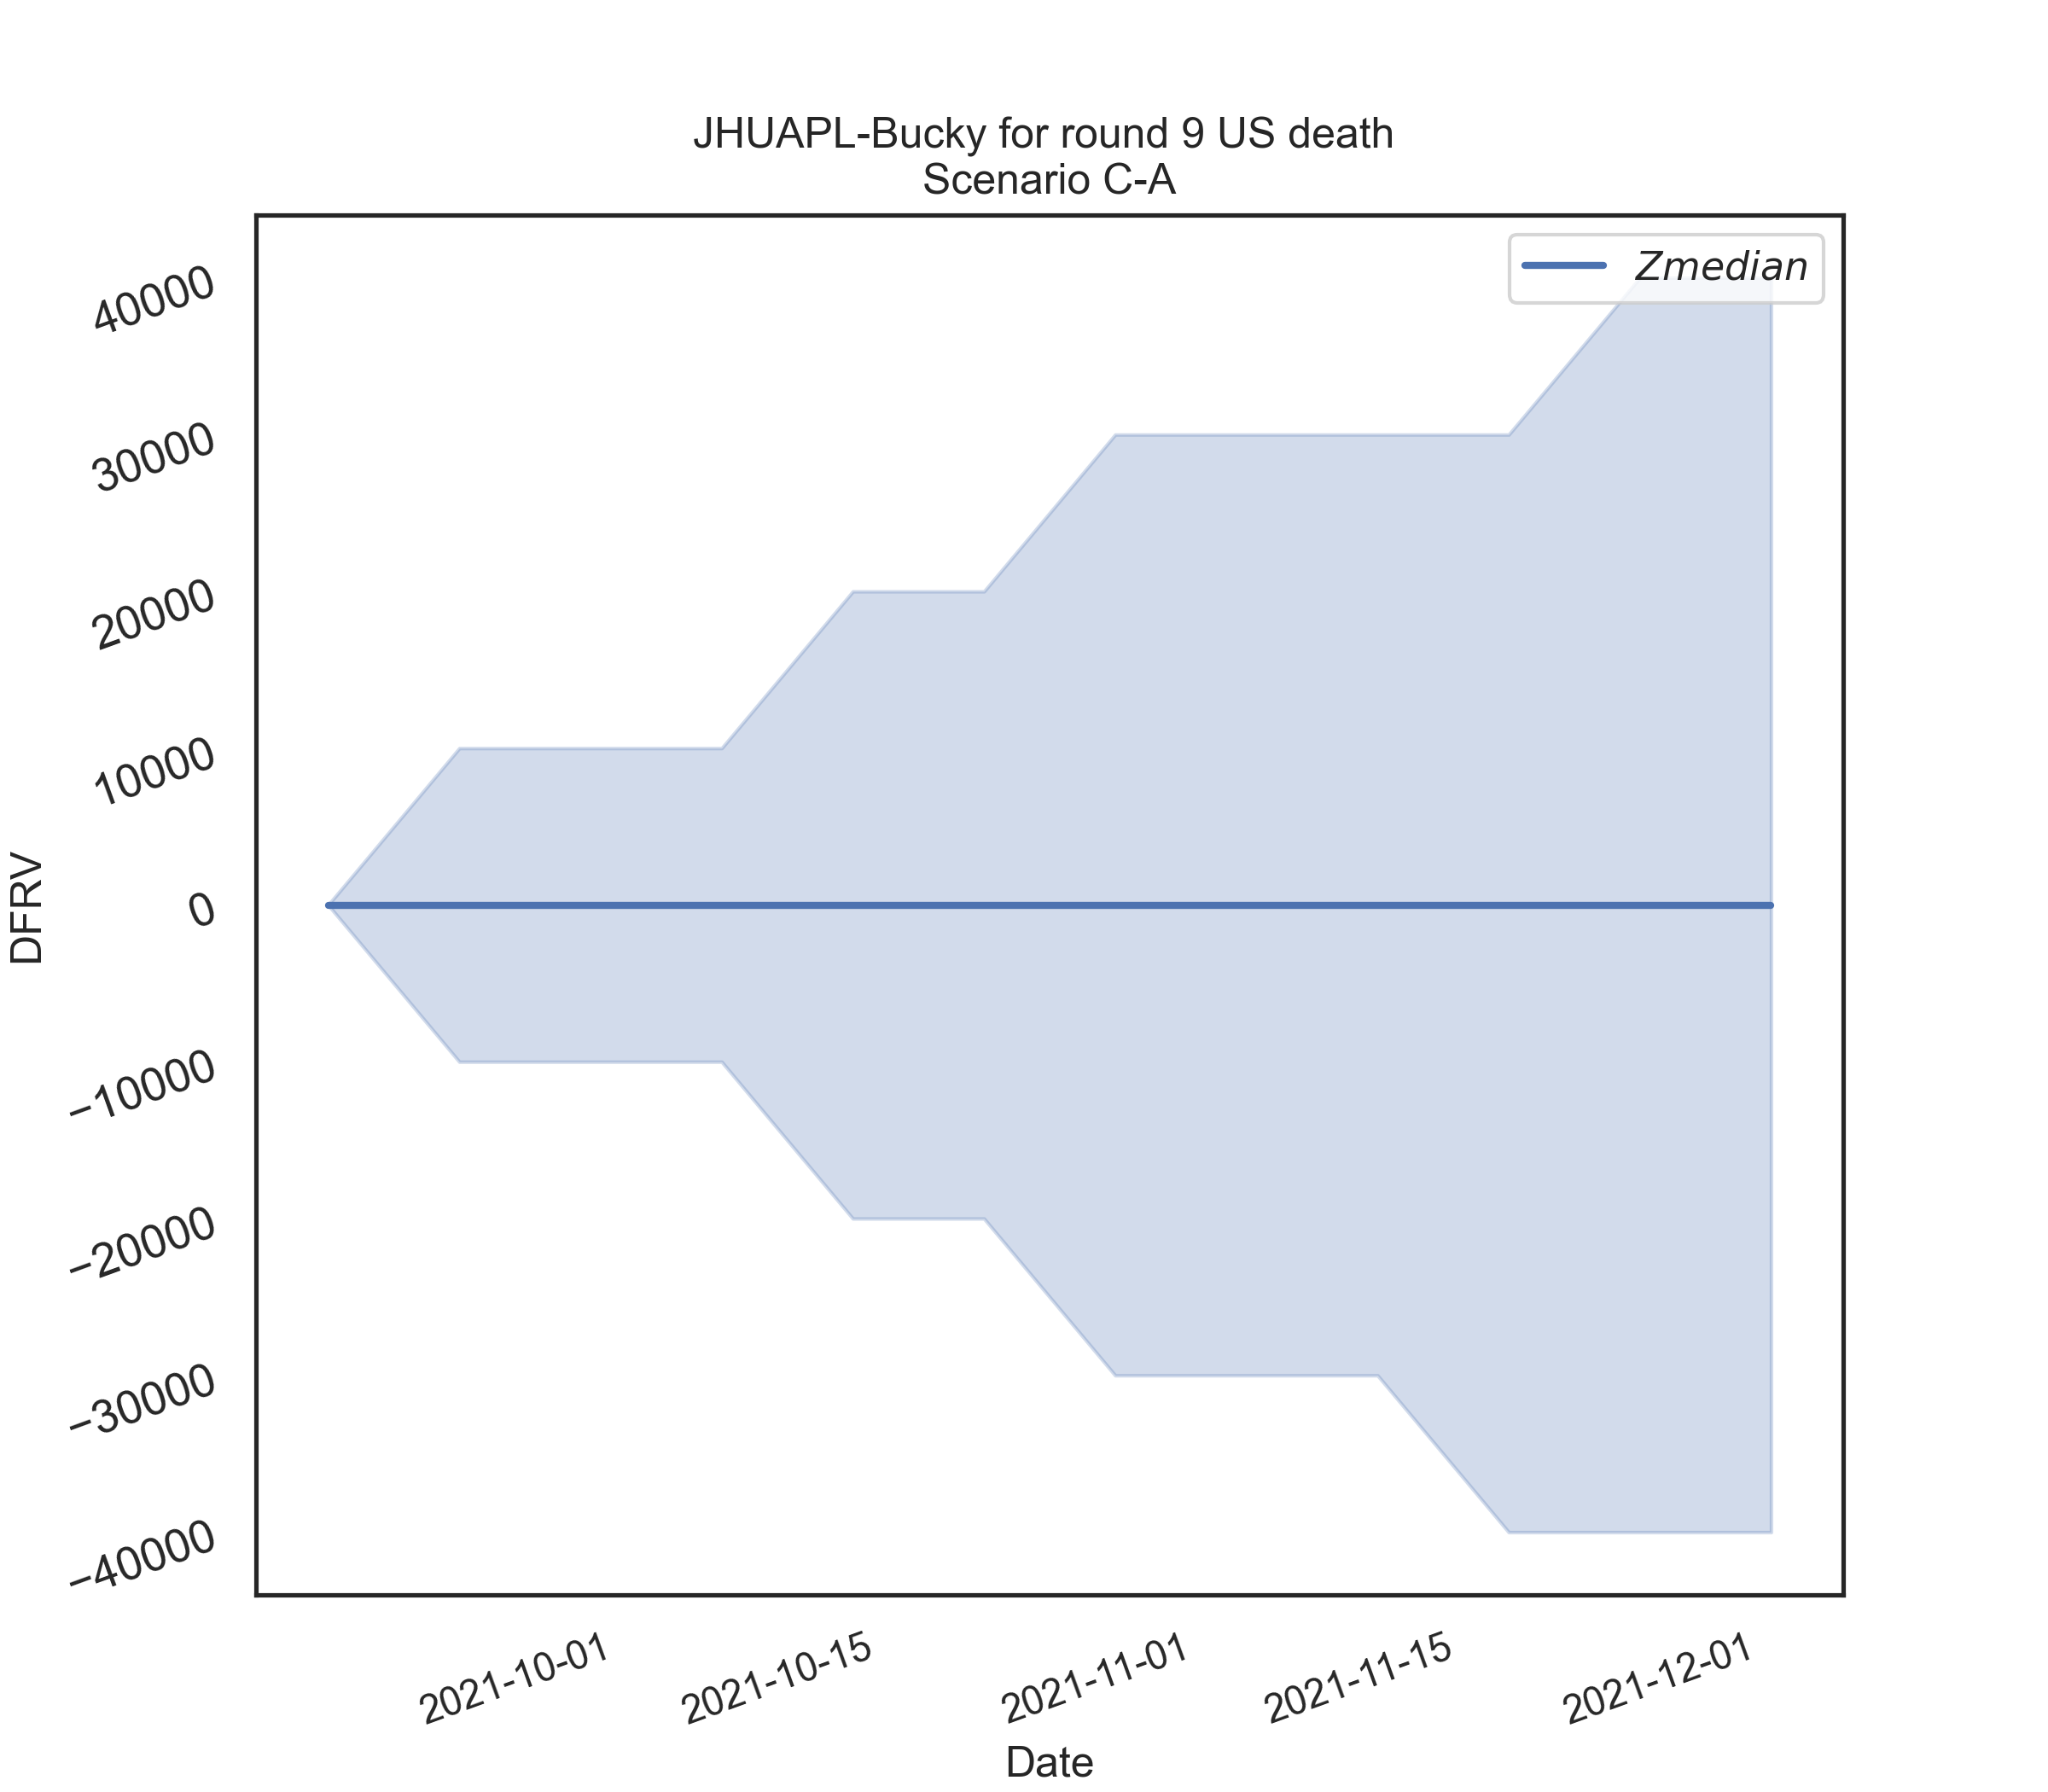 JHUAPL-Bucky for round 9 US death
Scenario C-A
Zmedian
40000
30000
20000
10000
0
−10000
−20000
−30000
−40000
DFRV
2021-10-01
2021-10-15
2021-11-01
2021-11-15
2021-12-01
Date